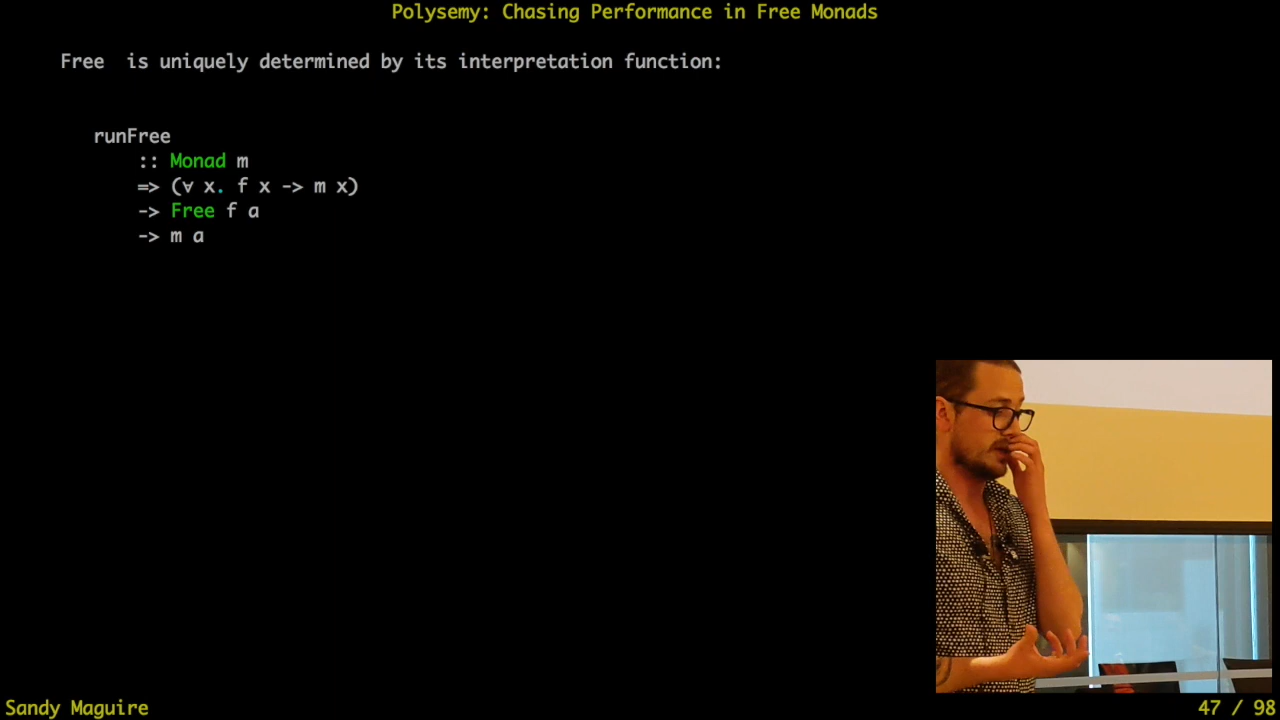 Polysemy: Chasing Performance in Free Monads
Free  is uniquely determined by its interpretation function:
runFree
:: Monad m
=> (∀ x. f x -> m x)
-> Free f a
-> m a
Sandy Maguire
47 / 98